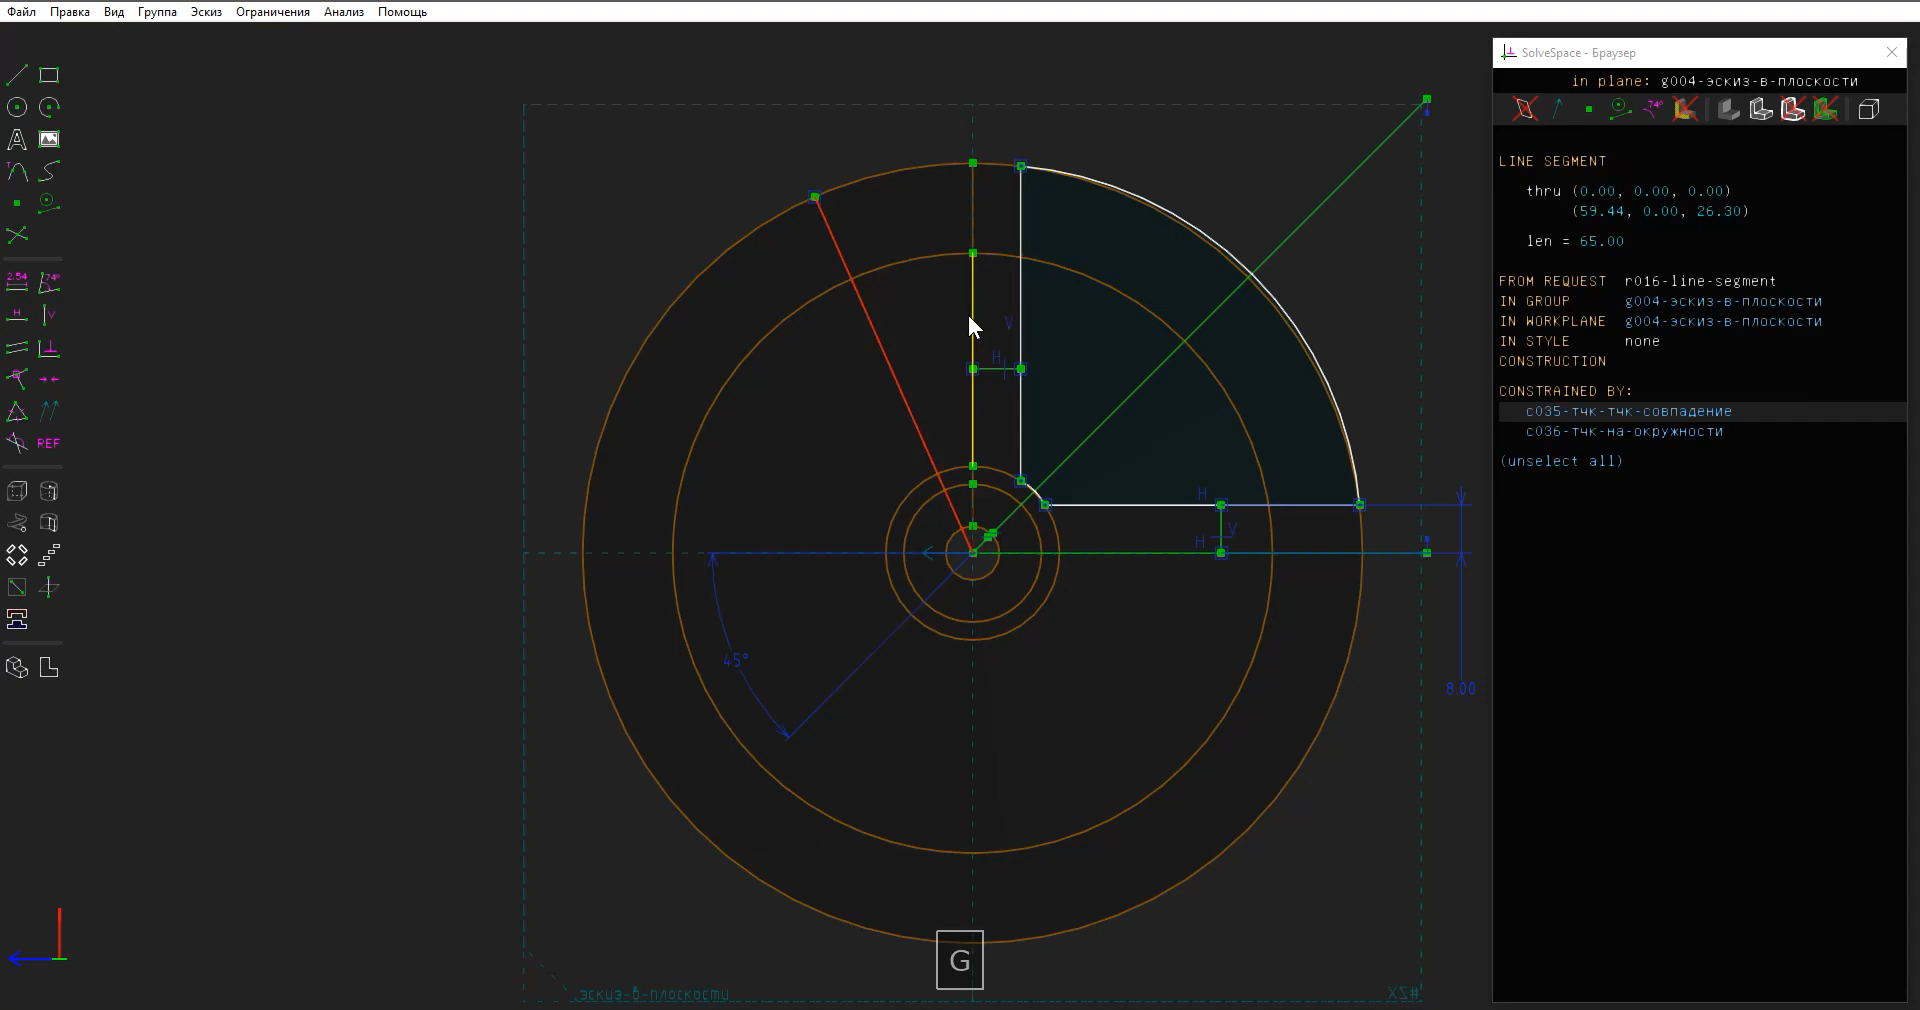 Файл Правка Вид Группа Эскиз Ограничения Анализ Помощь
SolveSpace - Браузер
in plane: g004-эскиз-в-плоскости
74°
LINE SEGMENT
thru (0.00, 0.00, 0.00)
(59.44, 0.00, 26.30)
len = 65.00
FROM REQUEST r016-line-segment
IN GROUP g004-эскиз-в-плоскости
IN WORKPLANE g004-эскиз-в-плоскости
IN STYLE none
CONSTRUCTION
CONSTRAINED BY:
c035-тчк-тчк-совпадение
c036-тчк-на-окружности
(unselect all)
A
T
2.54 74°
H V
REF
V
H
H
V
H
45°
8.00
G
эскиз-в-плоскости
#XZ